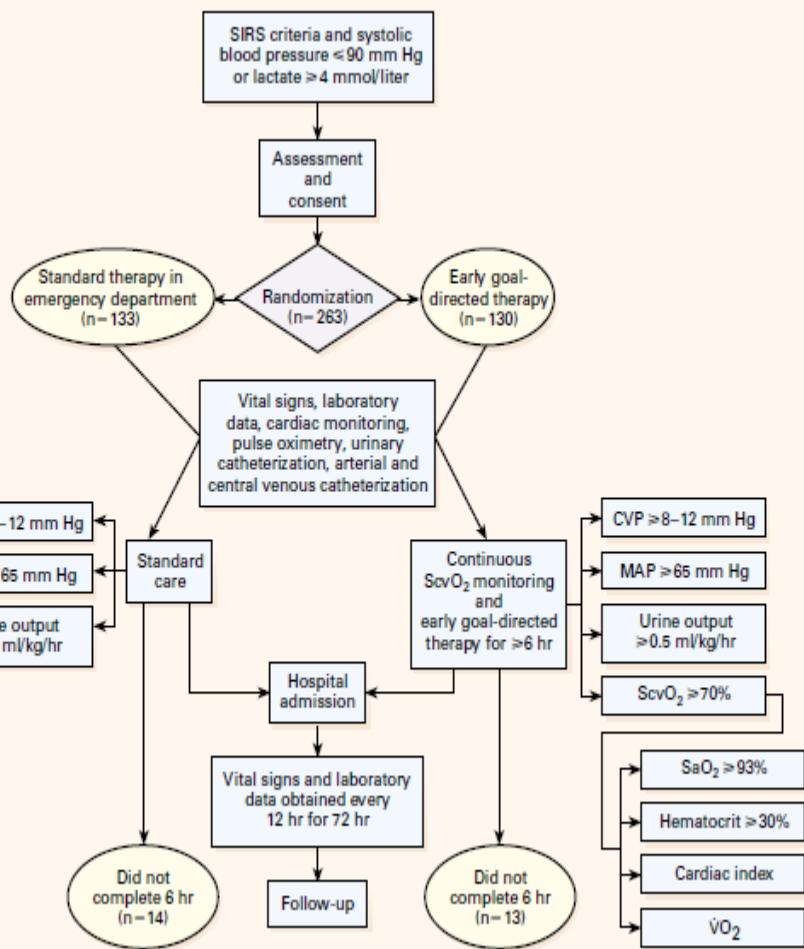 SIRS criteria and systolic
blood pressure ≤90 mm Hg
or lactate ≥4 mmol/liter
Assessment
and
consent
Standard therapy in
emergency department
(n=133)
Randomization
(n=263)
Early goal-
directed therapy
(n=130)
Vital signs, laboratory
data, cardiac monitoring,
pulse oximetry, urinary
catheterization, arterial and
central venous catheterization
–12 mm Hg
65 mm Hg
output
ml/kg/hr
Standard
care
Continuous
ScvO₂ monitoring
and
early goal-directed
therapy for ≥6 hr
CVP ≥8–12 mm Hg
MAP ≥65 mm Hg
Urine output
≥0.5 ml/kg/hr
ScvO₂ ≥70%
Hospital
admission
Vital signs and laboratory
data obtained every
12 hr for 72 hr
SaO₂ ≥93%
Hematocrit ≥30%
Cardiac index
V̇O₂
Did not
complete 6 hr
(n=14)
Follow-up
Did not
complete 6 hr
(n=13)